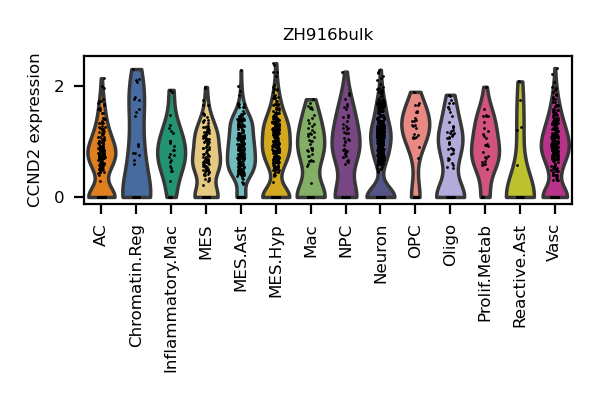 ZH916bulk
CCND2 expression
2
0
AC
Chromatin.Reg
Inflammatory.Mac
MES
MES.Ast
MES.Hyp
Mac
NPC
Neuron
OPC
Oligo
Prolif.Metab
Reactive.Ast
Vasc